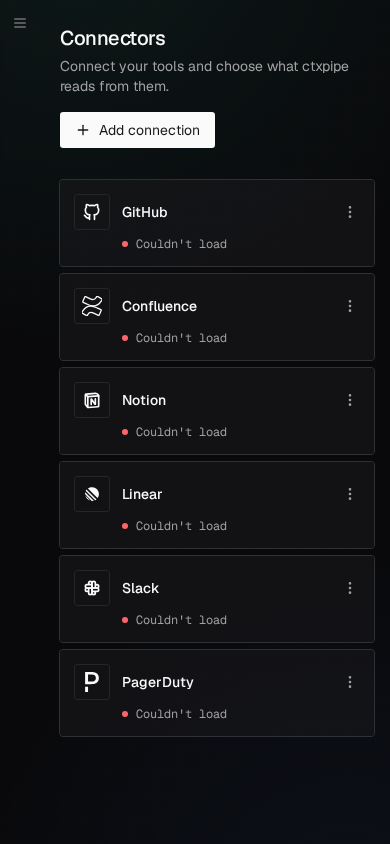 Connectors
Connect your tools and choose what ctxpipe
reads from them.
Add connection
GitHub
Couldn't load
Confluence
Couldn't load
Notion
Couldn't load
Linear
Couldn't load
Slack
Couldn't load
PagerDuty
Couldn't load